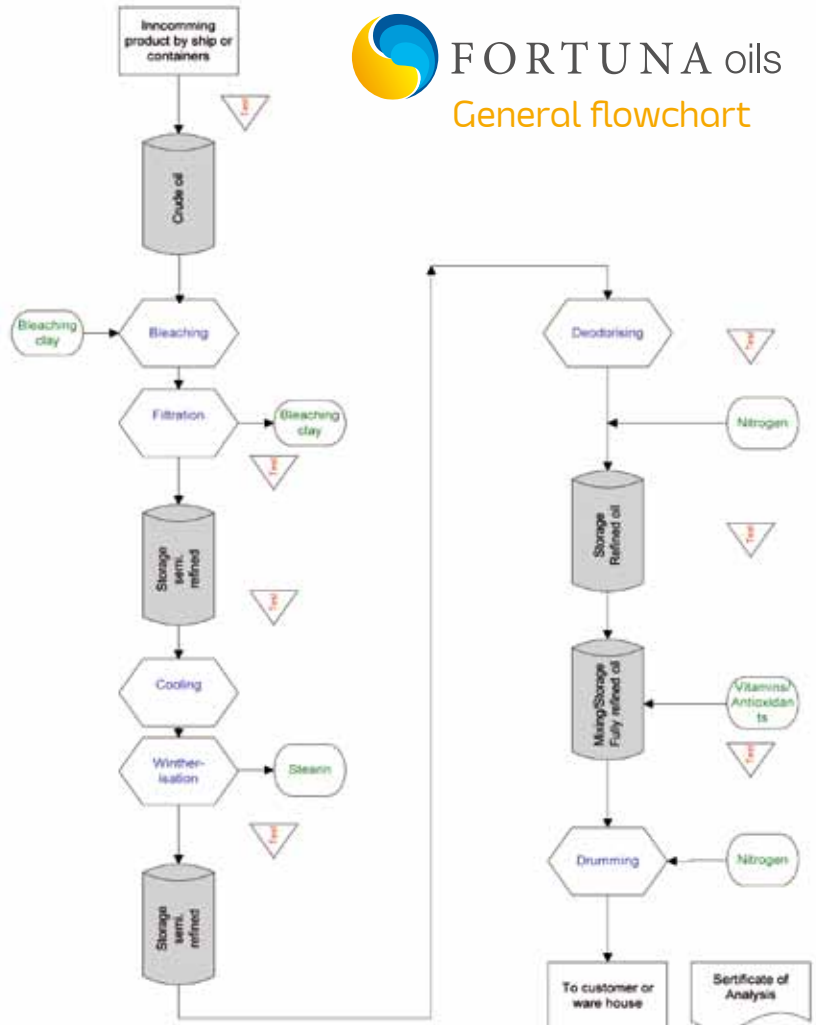 FORTUNA oils
General flowchart
Inncomming
product by ship or
containers
Test
Crude oil
Bleaching
clay
Bleaching
Filtration
Bleaching
clay
Test
Storage
semi.
refined
Test
Cooling
Winther-
isation
Stearin
Test
Storage
semi.
refined
Deodorising
Test
Nitrogen
Storage
Refined oil
Test
Mixing/Storage
Fully refined oil
Vitamins/
Antioxidan
ts
Test
Drumming
Nitrogen
To customer or
ware house
Sertificate of
Analysis